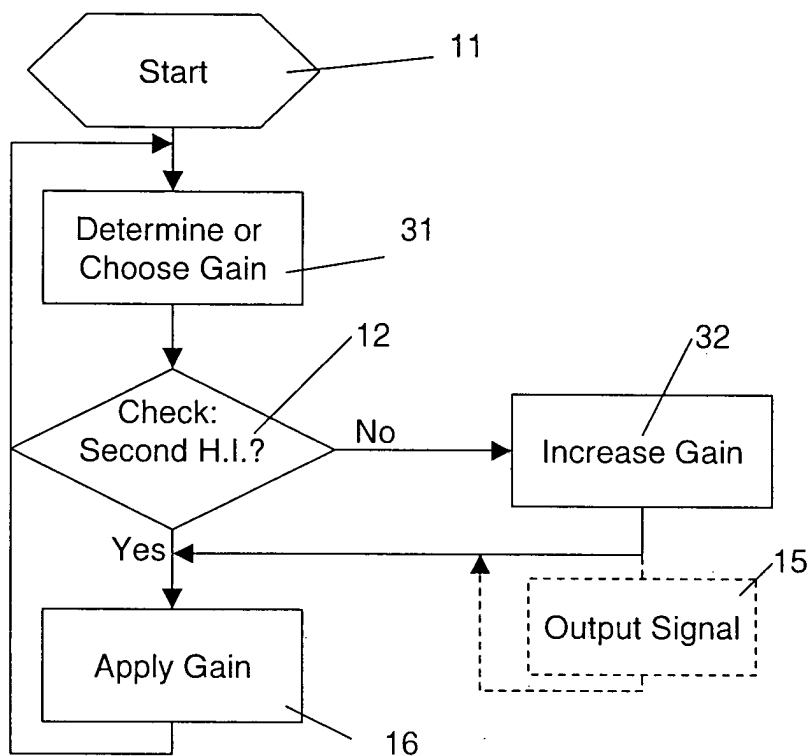 11
Start
Determine or
Choose Gain
31
12
32
Check:
Second H.I.?
No
Increase Gain
Yes
15
Output Signal
Apply Gain
16